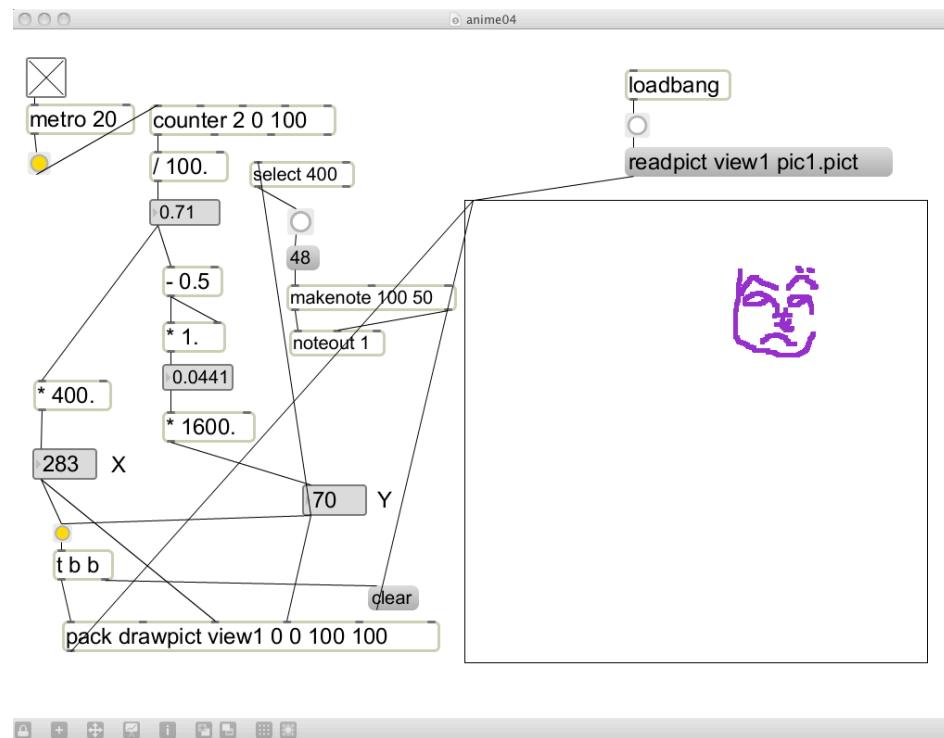 anime04
metro 20
counter 2 0 100
loadbang
/ 100.
select 400
readpict view1 pic1.pict
0.71
48
- 0.5
makenote 100 50
* 1.
noteout 1
0.0441
* 400.
* 1600.
283
X
70
Y
t b b
clear
pack drawpict view1 0 0 100 100